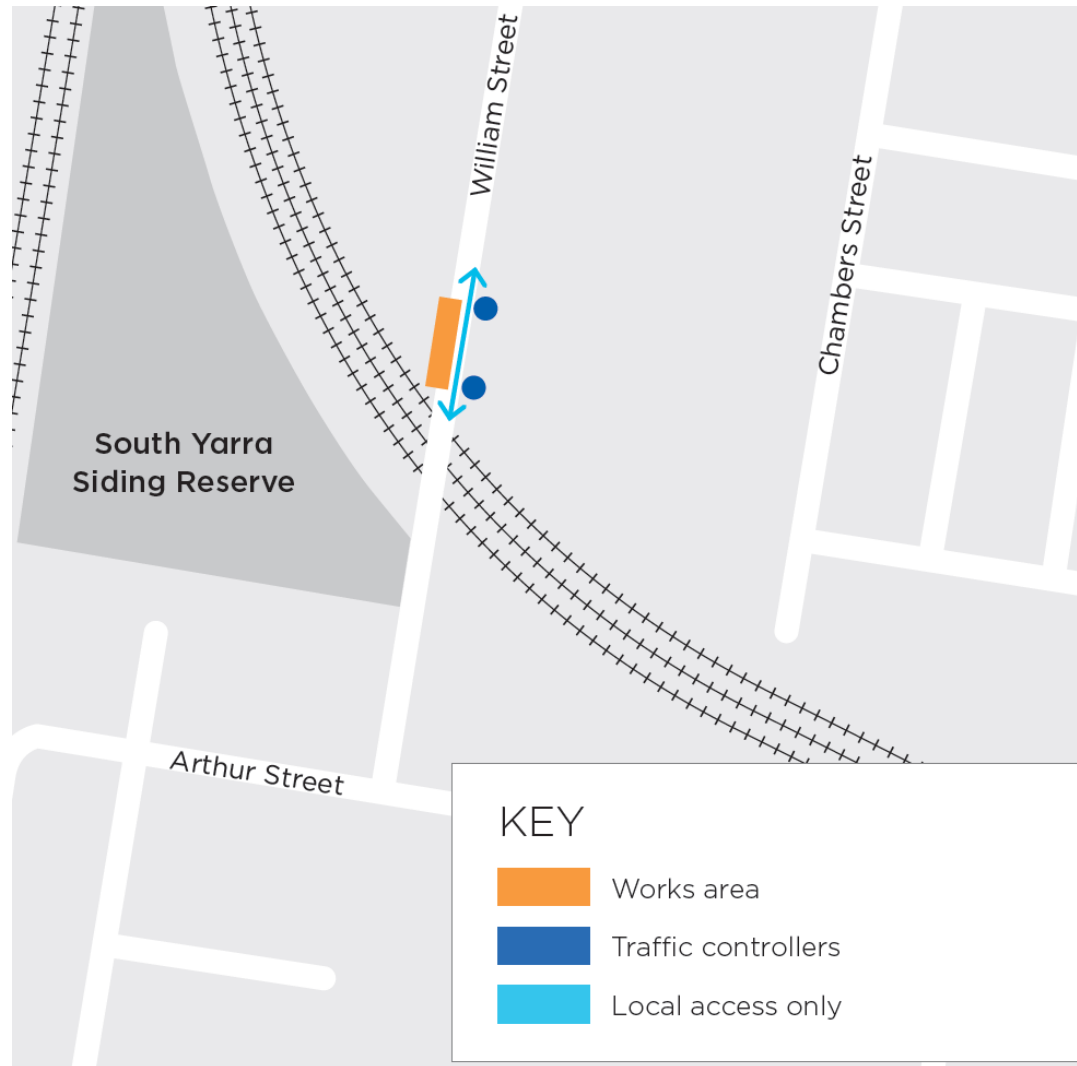 William Street
Chambers Street
South Yarra
Siding Reserve
Arthur Street
KEY
Works area
Traffic controllers
Local access only